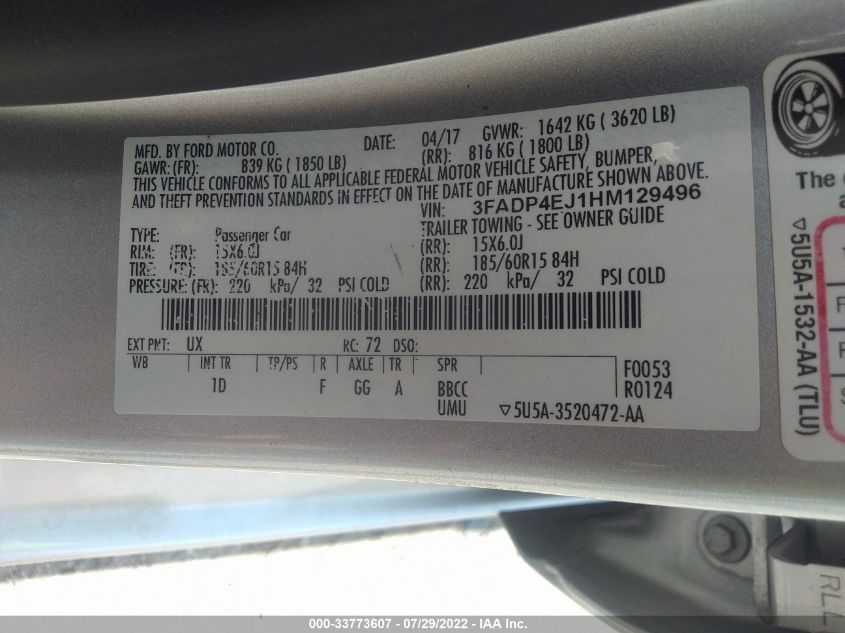 MFD. BY FORD MOTOR CO. DATE: 04/17 GVWR: 1642 KG ( 3620 LB)
GAWR:(FR): 839 KG ( 1850 LB) (RR): 816 KG ( 1800 LB)
THIS VEHICLE CONFORMS TO ALL APPLICABLE FEDERAL MOTOR VEHICLE SAFETY, BUMPER,
AND THEFT PREVENTION STANDARDS IN EFFECT ON THE DATE OF MANUFACTURE SHOWN ABOVE.
VIN: 3FADP4EJ1HM129496
TRAILER TOWING - SEE OWNER GUIDE
TYPE: Passenger Car
RIM: (FR): 15X6.0J (RR): 15X6.0J
TIRE: (FR): 185/60R15 84H (RR): 185/60R15 84H
PRESSURE: (FR): 220 kPa/ 32 PSI COLD (RR): 220 kPa/ 32 PSI COLD
EXT PNT: UX RC: 72 DSO:
WB INT TR TP/PS R AXLE TR SPR F0053
1D F GG A BBCC R0124
UMU ▽5U5A-3520472-AA
The
▽5U5A-1532-AA (TLU)
RLL
000-33773607 - 07/29/2022 - IAA Inc.